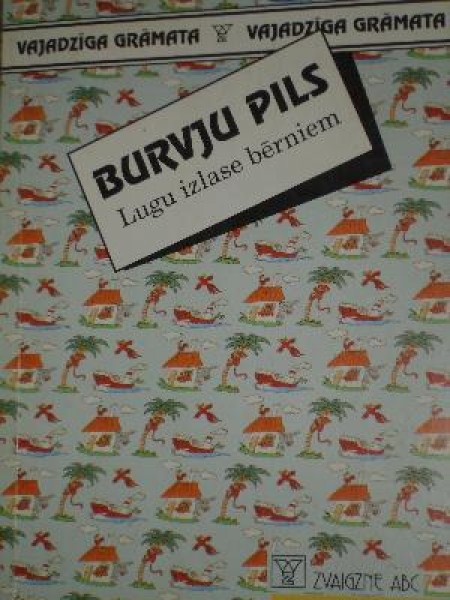 VAJADZĪGA GRĀMATA VAJADZĪGA GRĀMATA
BURVJU PILS
Lugu izlase bērniem
ZVAIGZNE ABC